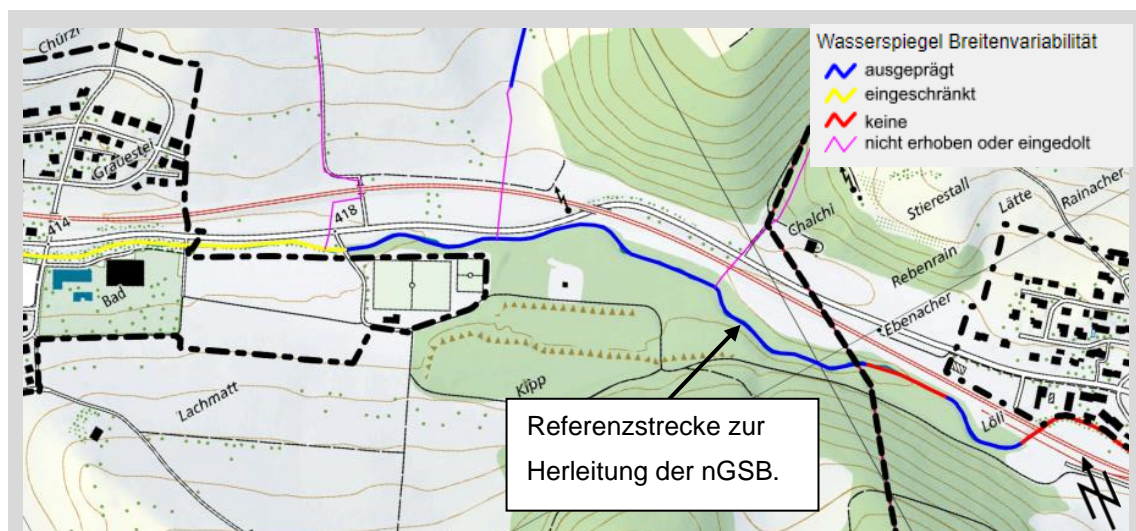 Chürzi
Grauestei
414
418
Bad
Lachmatt
Kipp
Chalchi
Stierestall
Rebenrain
Lätte
Rainacher
Ebenacher
Löli
Wasserspiegel Breitenvariabilität
ausgeprägt
eingeschränkt
keine
nicht erhoben oder eingedolt
Referenzstrecke zur
Herleitung der nGSB.